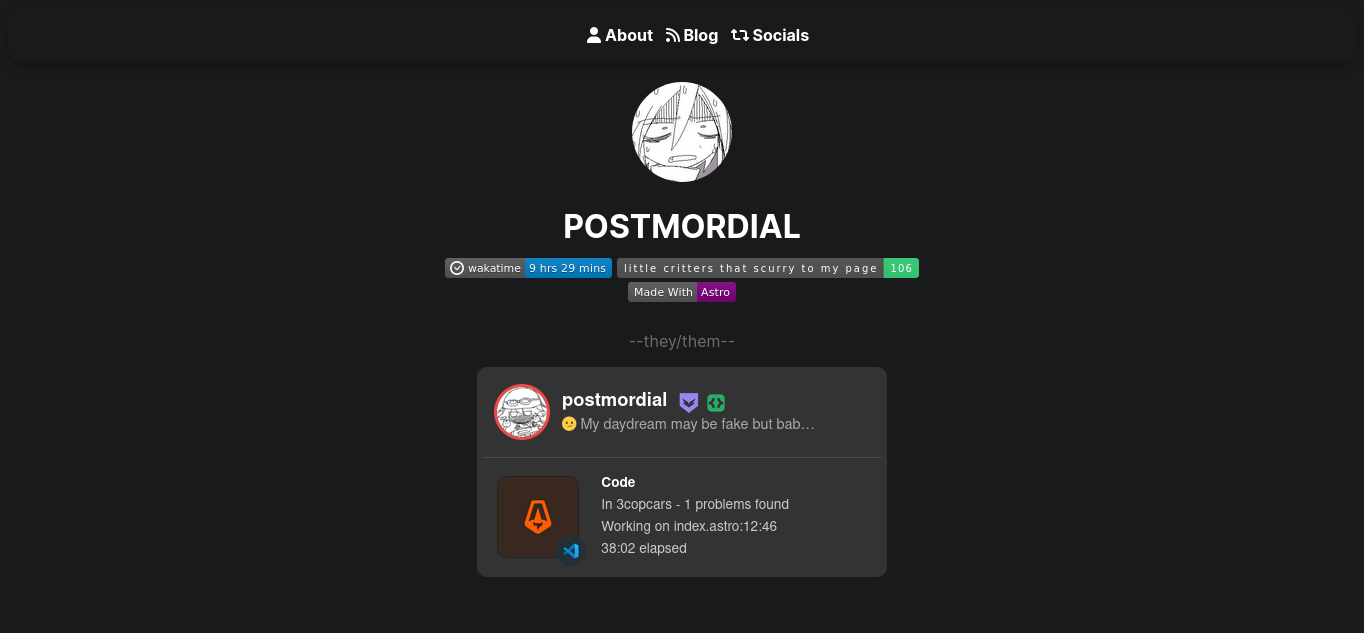 About Blog Socials
POSTMORDIAL
wakatime 9 hrs 29 mins little critters that scurry to my page 106
Made With Astro
--they/them--
postmordial
My daydream may be fake but bab…
Code
In 3copcars - 1 problems found
Working on index.astro:12:46
38:02 elapsed